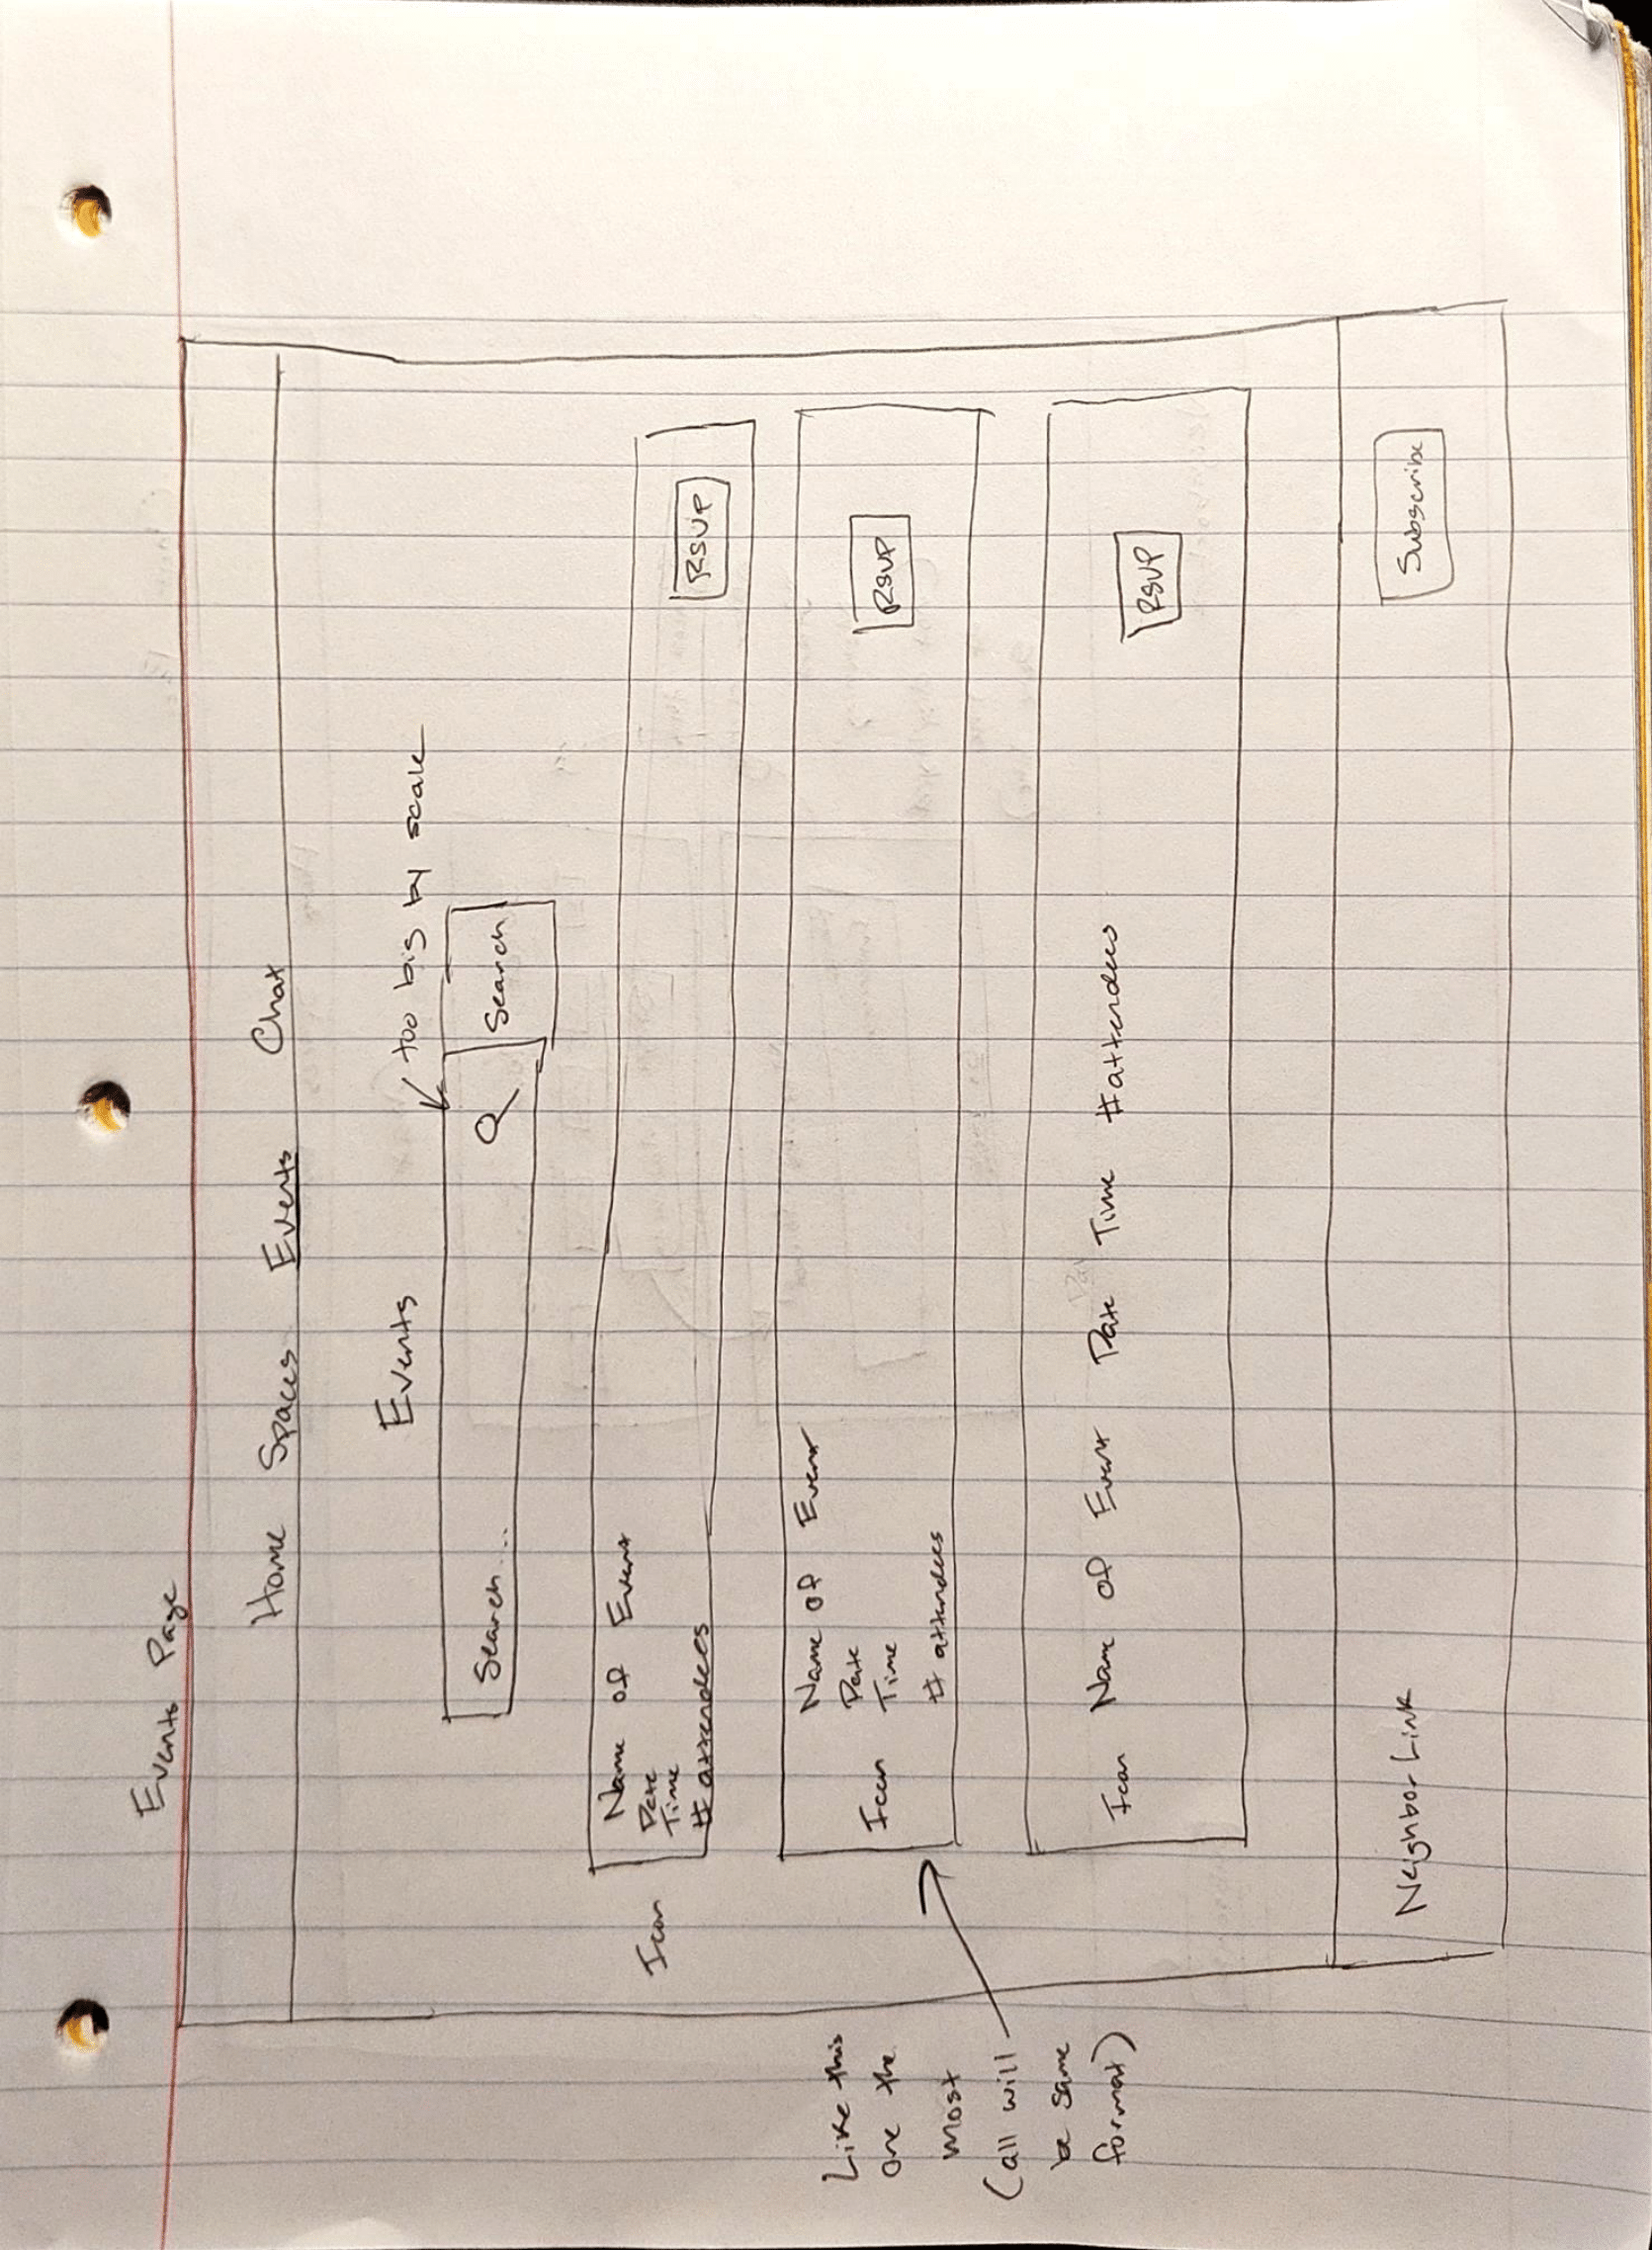 Events Page
Home Spaces Events Chat
Events
too big by scale
Search...
Search
Icon
Name of Event
Date
Time
# attendees
RSVP
Like this
one the
most
(all will
be same
format)
Icon
Name of Event
Date
Time
# attendees
RSVP
Icon Name of Event Date Time # attendees
RSVP
Neighbor Link
Subscribe